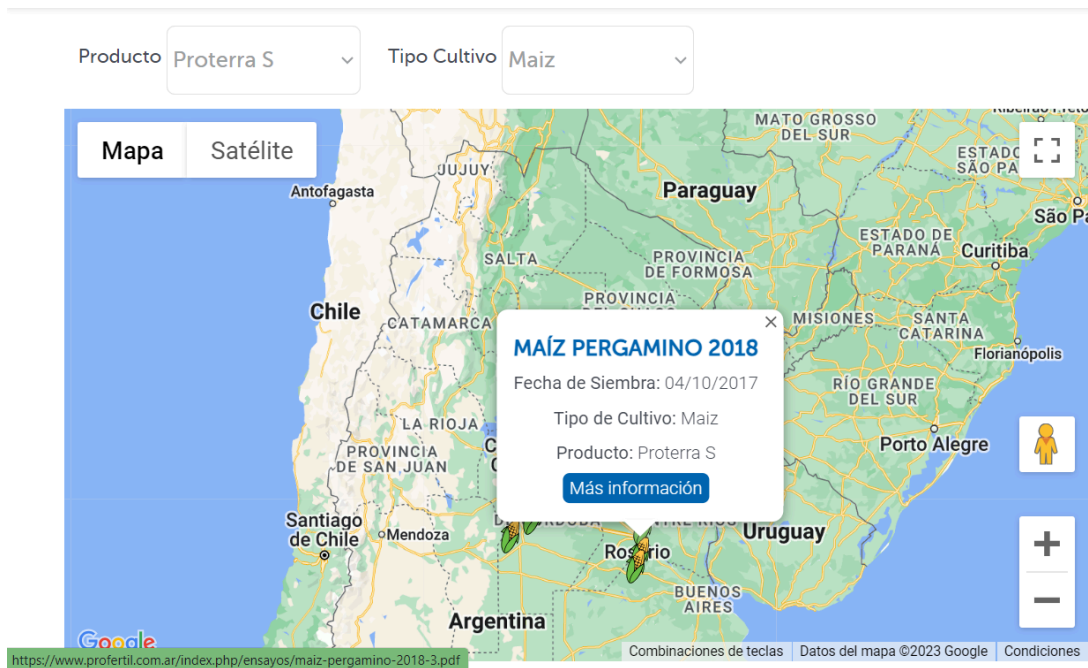 Producto
Proterra S
Tipo Cultivo
Maiz
Mapa
Satélite
MATO GROSSO
DEL SUR
ESTADO
SÃO PA
São Pa
JUJUY
Antofagasta
Paraguay
ESTADO DE
PARANÁ
Curitiba
SALTA
PROVINCIA
DE FORMOSA
PROVINCIA
Chile
CATAMARCA
MISIONES
SANTA
CATARINA
Florianópolis
MAÍZ PERGAMINO 2018
Fecha de Siembra: 04/10/2017
Tipo de Cultivo: Maiz
Producto: Proterra S
Más información
RÍO GRANDE
DEL SUR
LA RIOJA
PROVINCIA
DE SAN JUAN
Porto Alegre
Santiago
de Chile
Mendoza
Uruguay
Rosario
BUENOS
AIRES
Argentina
Google
Combinaciones de teclas
Datos del mapa ©2023 Google
Condiciones
https://www.profertil.com.ar/index.php/ensayos/maiz-pergamino-2018-3.pdf